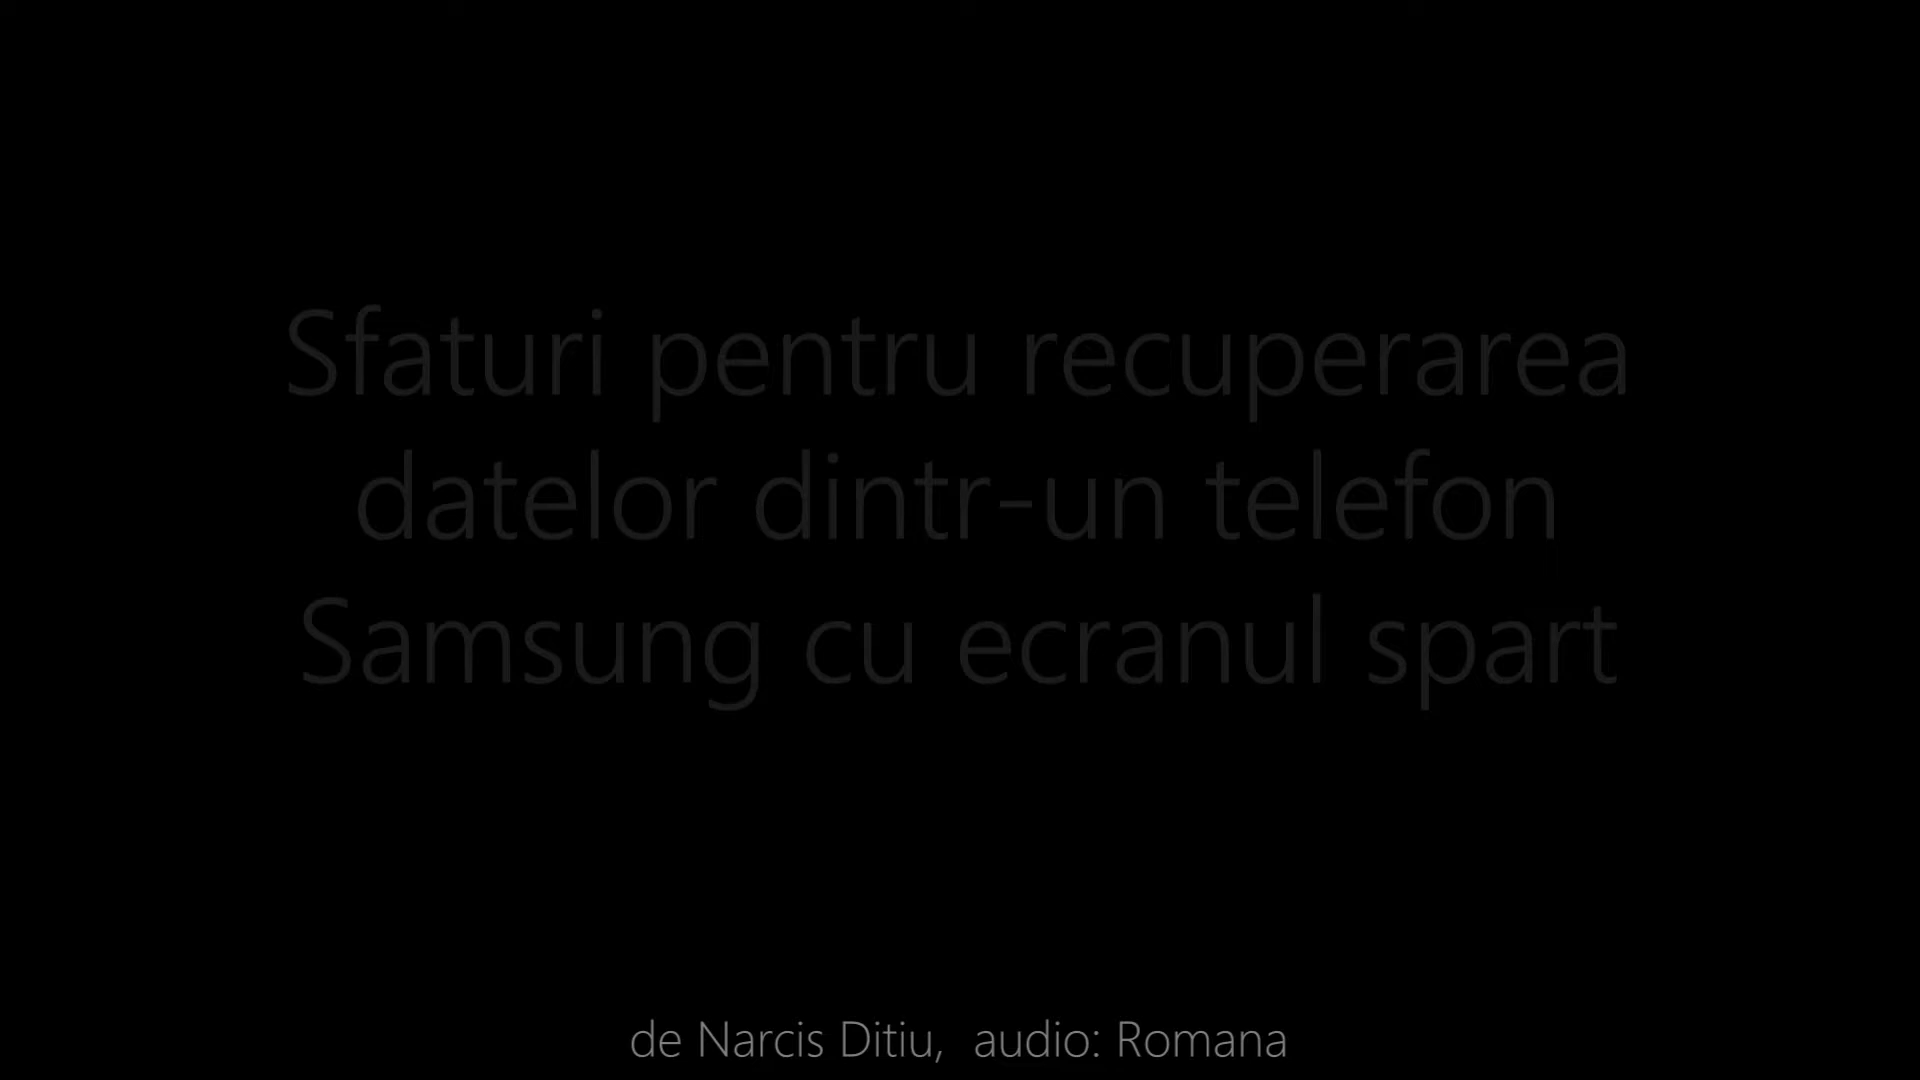 Sfaturi pentru recuperarea
datelor dintr-un telefon
Samsung cu ecranul spart
de Narcis Ditiu, audio: Romana